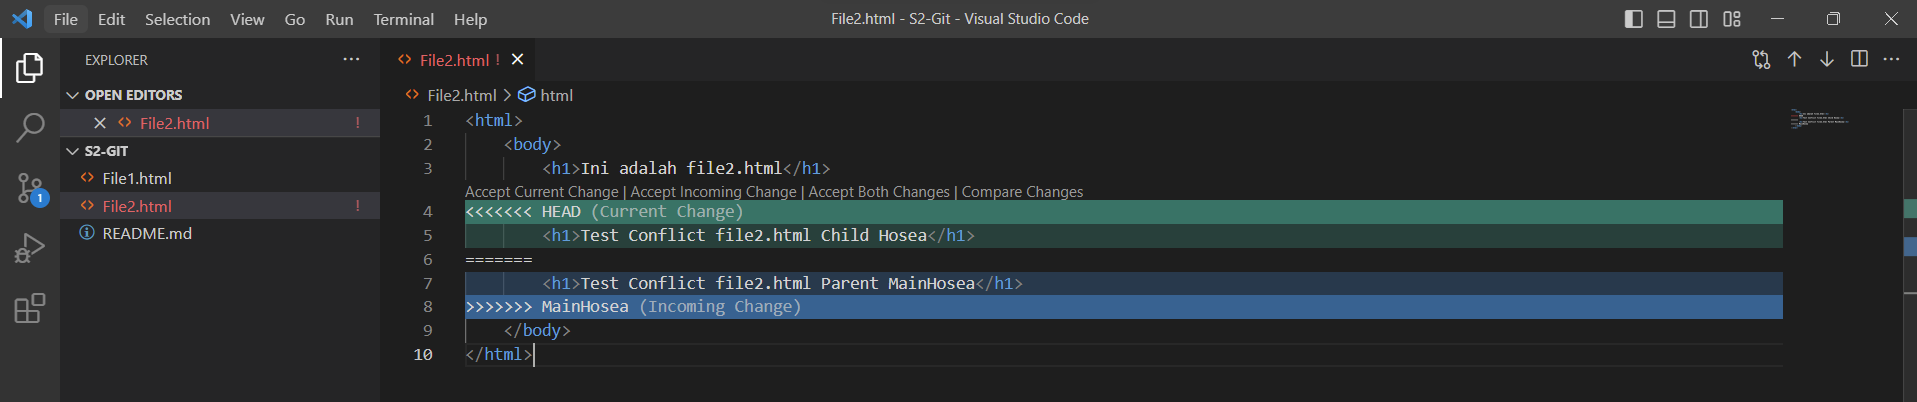 File Edit Selection View Go Run Terminal Help
File2.html - S2-Git - Visual Studio Code
EXPLORER
OPEN EDITORS
File2.html !
S2-GIT
File1.html
File2.html !
README.md
1
File2.html !
File2.html > html
1 <html>
2 <body>
3 <h1>Ini adalah file2.html</h1>
Accept Current Change | Accept Incoming Change | Accept Both Changes | Compare Changes
4 <<<<<<< HEAD (Current Change)
5 <h1>Test Conflict file2.html Child Hosea</h1>
6 =======
7 <h1>Test Conflict file2.html Parent MainHosea</h1>
8 >>>>>>> MainHosea (Incoming Change)
9 </body>
10 </html>